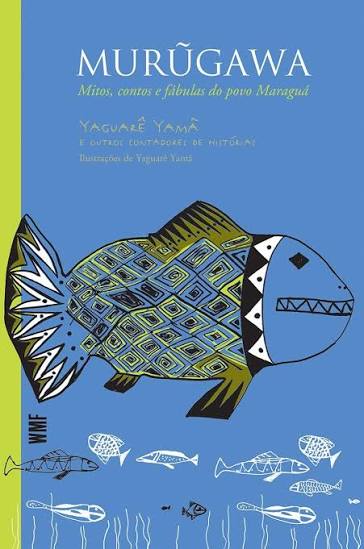 MURŨGAWA
Mitos, contos e fábulas do povo Maraguá
YAGUARÊ YAMÃ
E OUTROS CONTADORES DE HISTÓRIAS
Ilustrações de Yaguarê Yamã
WMF